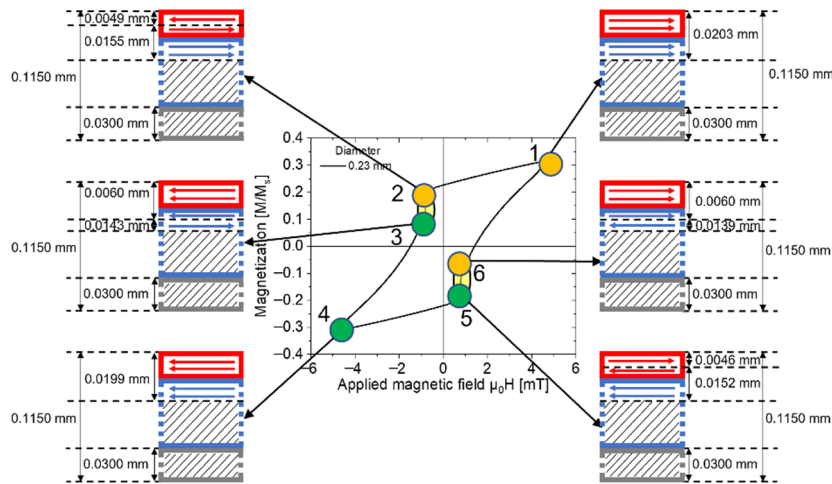 0.0049 mm
0.0155 mm
0.1150 mm
0.0300 mm
0.0203 mm
0.1150 mm
0.0300 mm
0.0060 mm
0.0143 mm
0.1150 mm
0.0300 mm
0.0060 mm
0.0139 mm
0.1150 mm
0.0300 mm
0.0199 mm
0.1150 mm
0.0300 mm
0.0046 mm
0.0152 mm
0.1150 mm
0.0300 mm
Magnetization [M/Ms]
0.4
0.3
0.2
0.1
0.0
−0.1
−0.2
−0.3
−0.4
Diameter
0.23 mm
1
2
3
4
5
6
−6 −4 −2 0 2 4 6
Applied magnetic field μ₀H [mT]